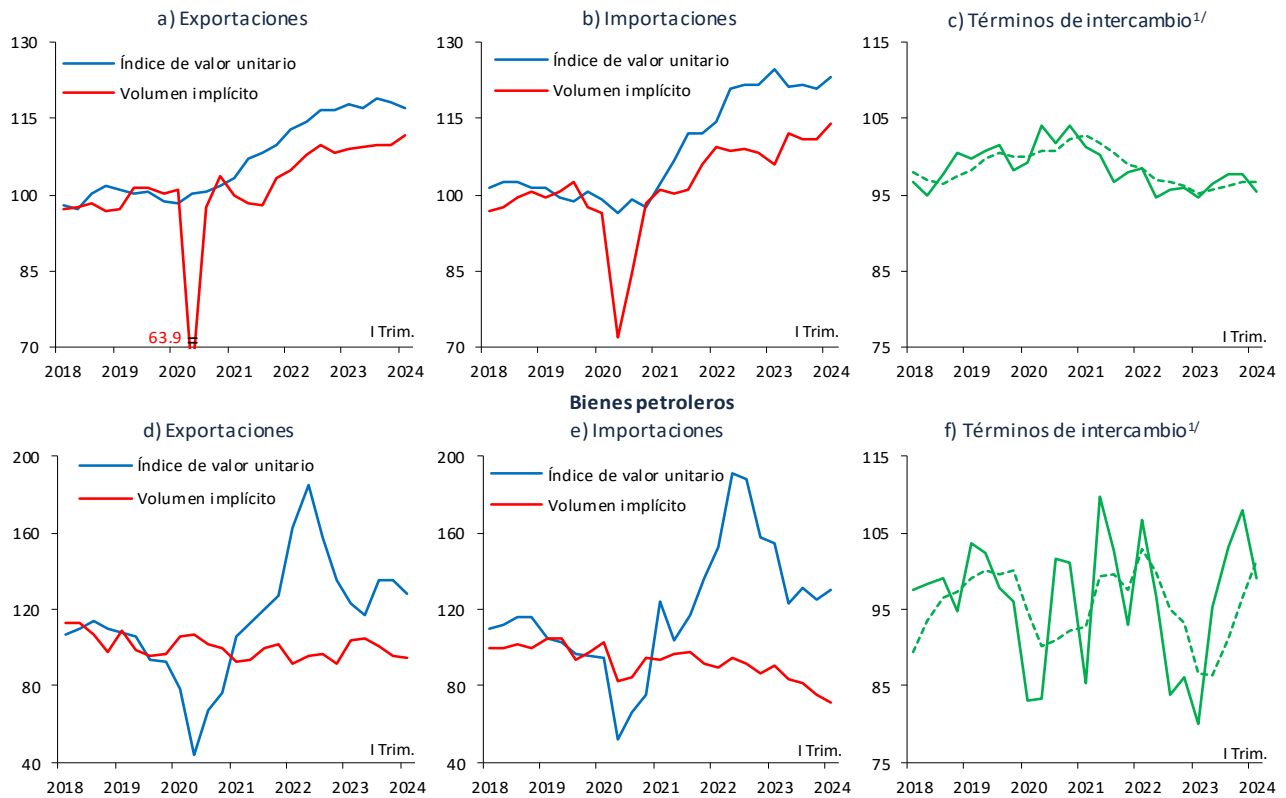 a) Exportaciones
130
115
100
85
70
Índice de valor unitario
Volumen implícito
63.9
I Trim.
2018 2019 2020 2021 2022 2023 2024
b) Importaciones
130
115
100
85
70
Índice de valor unitario
Volumen implícito
I Trim.
2018 2019 2020 2021 2022 2023 2024
c) Términos de intercambio1/
115
105
95
85
75
I Trim.
2018 2019 2020 2021 2022 2023 2024
Bienes petroleros
d) Exportaciones
200
160
120
80
40
Índice de valor unitario
Volumen implícito
I Trim.
2018 2019 2020 2021 2022 2023 2024
e) Importaciones
200
160
120
80
40
Índice de valor unitario
Volumen implícito
I Trim.
2018 2019 2020 2021 2022 2023 2024
f) Términos de intercambio1/
115
105
95
85
75
I Trim.
2018 2019 2020 2021 2022 2023 2024